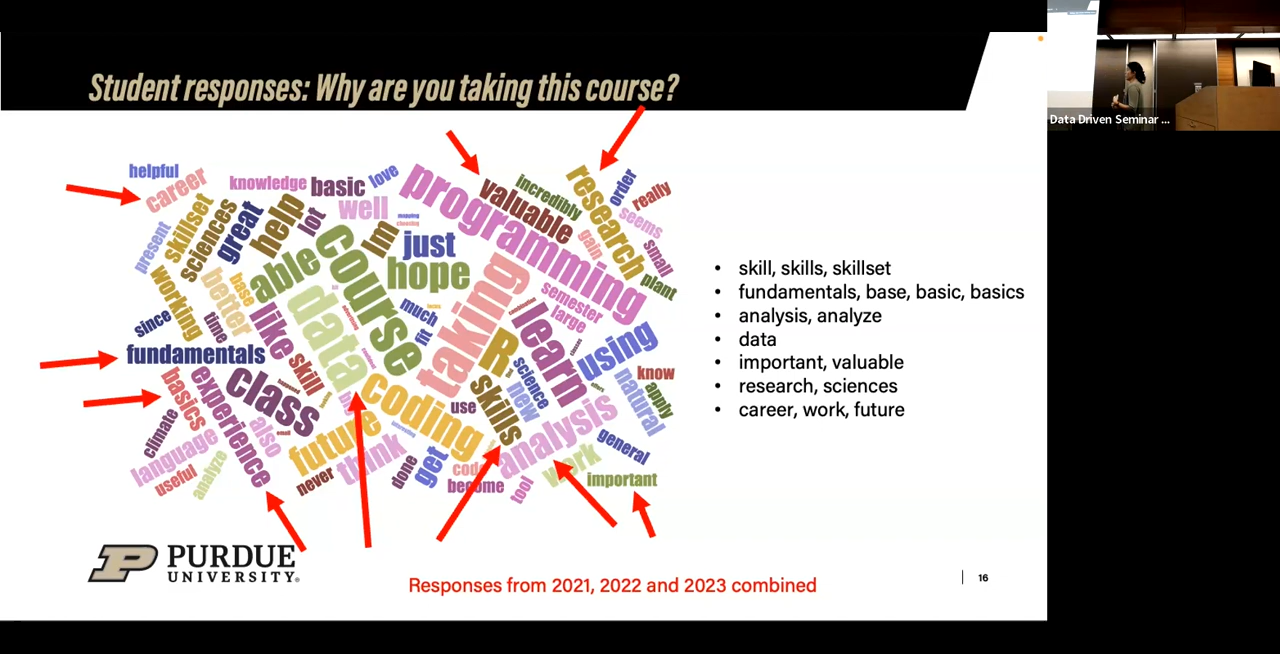 Student responses: Why are you taking this course?
Data Driven Seminar ...
helpful
career
knowledge
basic
love
programming
valuable
incredibly
research
order
really
seems
gain
small
plant
present
skillset
sciences
great
help
lot
well
Im
just
hope
able
course
working
better
base
since
time
like
data
much
fit
taking
semester
large
learn
R
using
fundamentals
skill
basics
experience
class
coding
use
skills
science
new
know
apply
natural
climate
language
useful
analyze
also
future
think
never
done
get
code
become
tool
analysis
work
general
important
• skill, skills, skillset
• fundamentals, base, basic, basics
• analysis, analyze
• data
• important, valuable
• research, sciences
• career, work, future
PURDUE
UNIVERSITY®
Responses from 2021, 2022 and 2023 combined
16